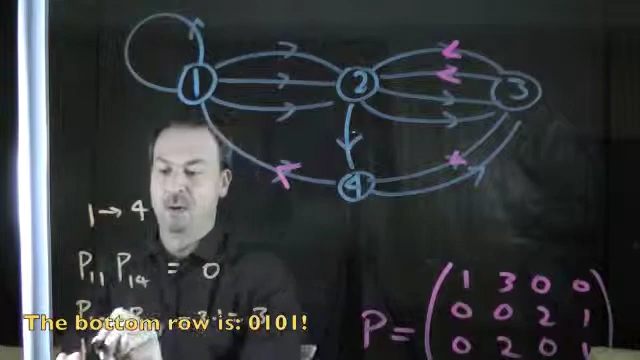 1
2
3
4
1 → 4
P₁₁ P₁₄ = 0
= 3
P = ( 1 3 0 0
0 0 2 1
0 2 0 1
The bottom row is: 0101!